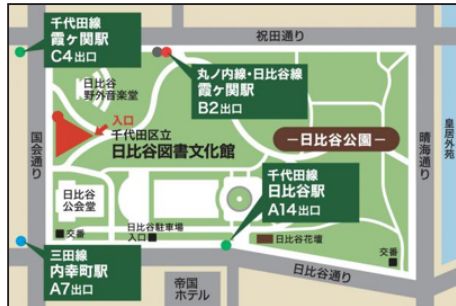 千代田線
霞ヶ関駅
C4出口
祝田通り
丸ノ内線・日比谷線
霞ヶ関駅
B2出口
日比谷
野外音楽堂
入口
千代田区立
日比谷図書文化館
ー日比谷公園ー
国会通り
晴海通り
皇居外苑
日比谷
公会堂
千代田線
日比谷駅
A14出口
交番
日比谷駐車場
入口
日比谷花壇
交番
三田線
内幸町駅
A7出口
帝国
ホテル
日比谷通り